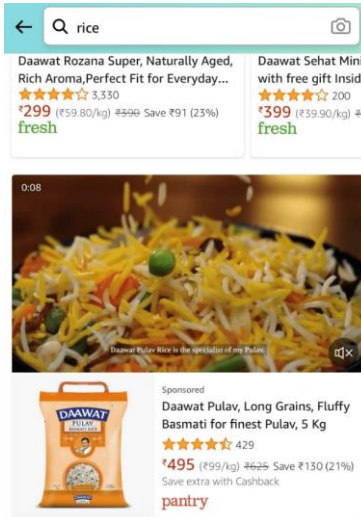 rice
Daawat Rozana Super, Naturally Aged,
Rich Aroma,Perfect Fit for Everyday...
3,330
₹299 (₹59.80/kg) ₹390 Save ₹91 (23%)
fresh
Daawat Sehat Mini
with free gift Insid
200
₹399 (₹39.90/kg)
fresh
0:08
Daawat Pulav Rice is the specialist of my Pulav.
DAAWAT
PULAV
BASMATI RICE
Sponsored
Daawat Pulav, Long Grains, Fluffy
Basmati for finest Pulav, 5 Kg
429
₹495 (₹99/kg) ₹625 Save ₹130 (21%)
Save extra with Cashback
pantry